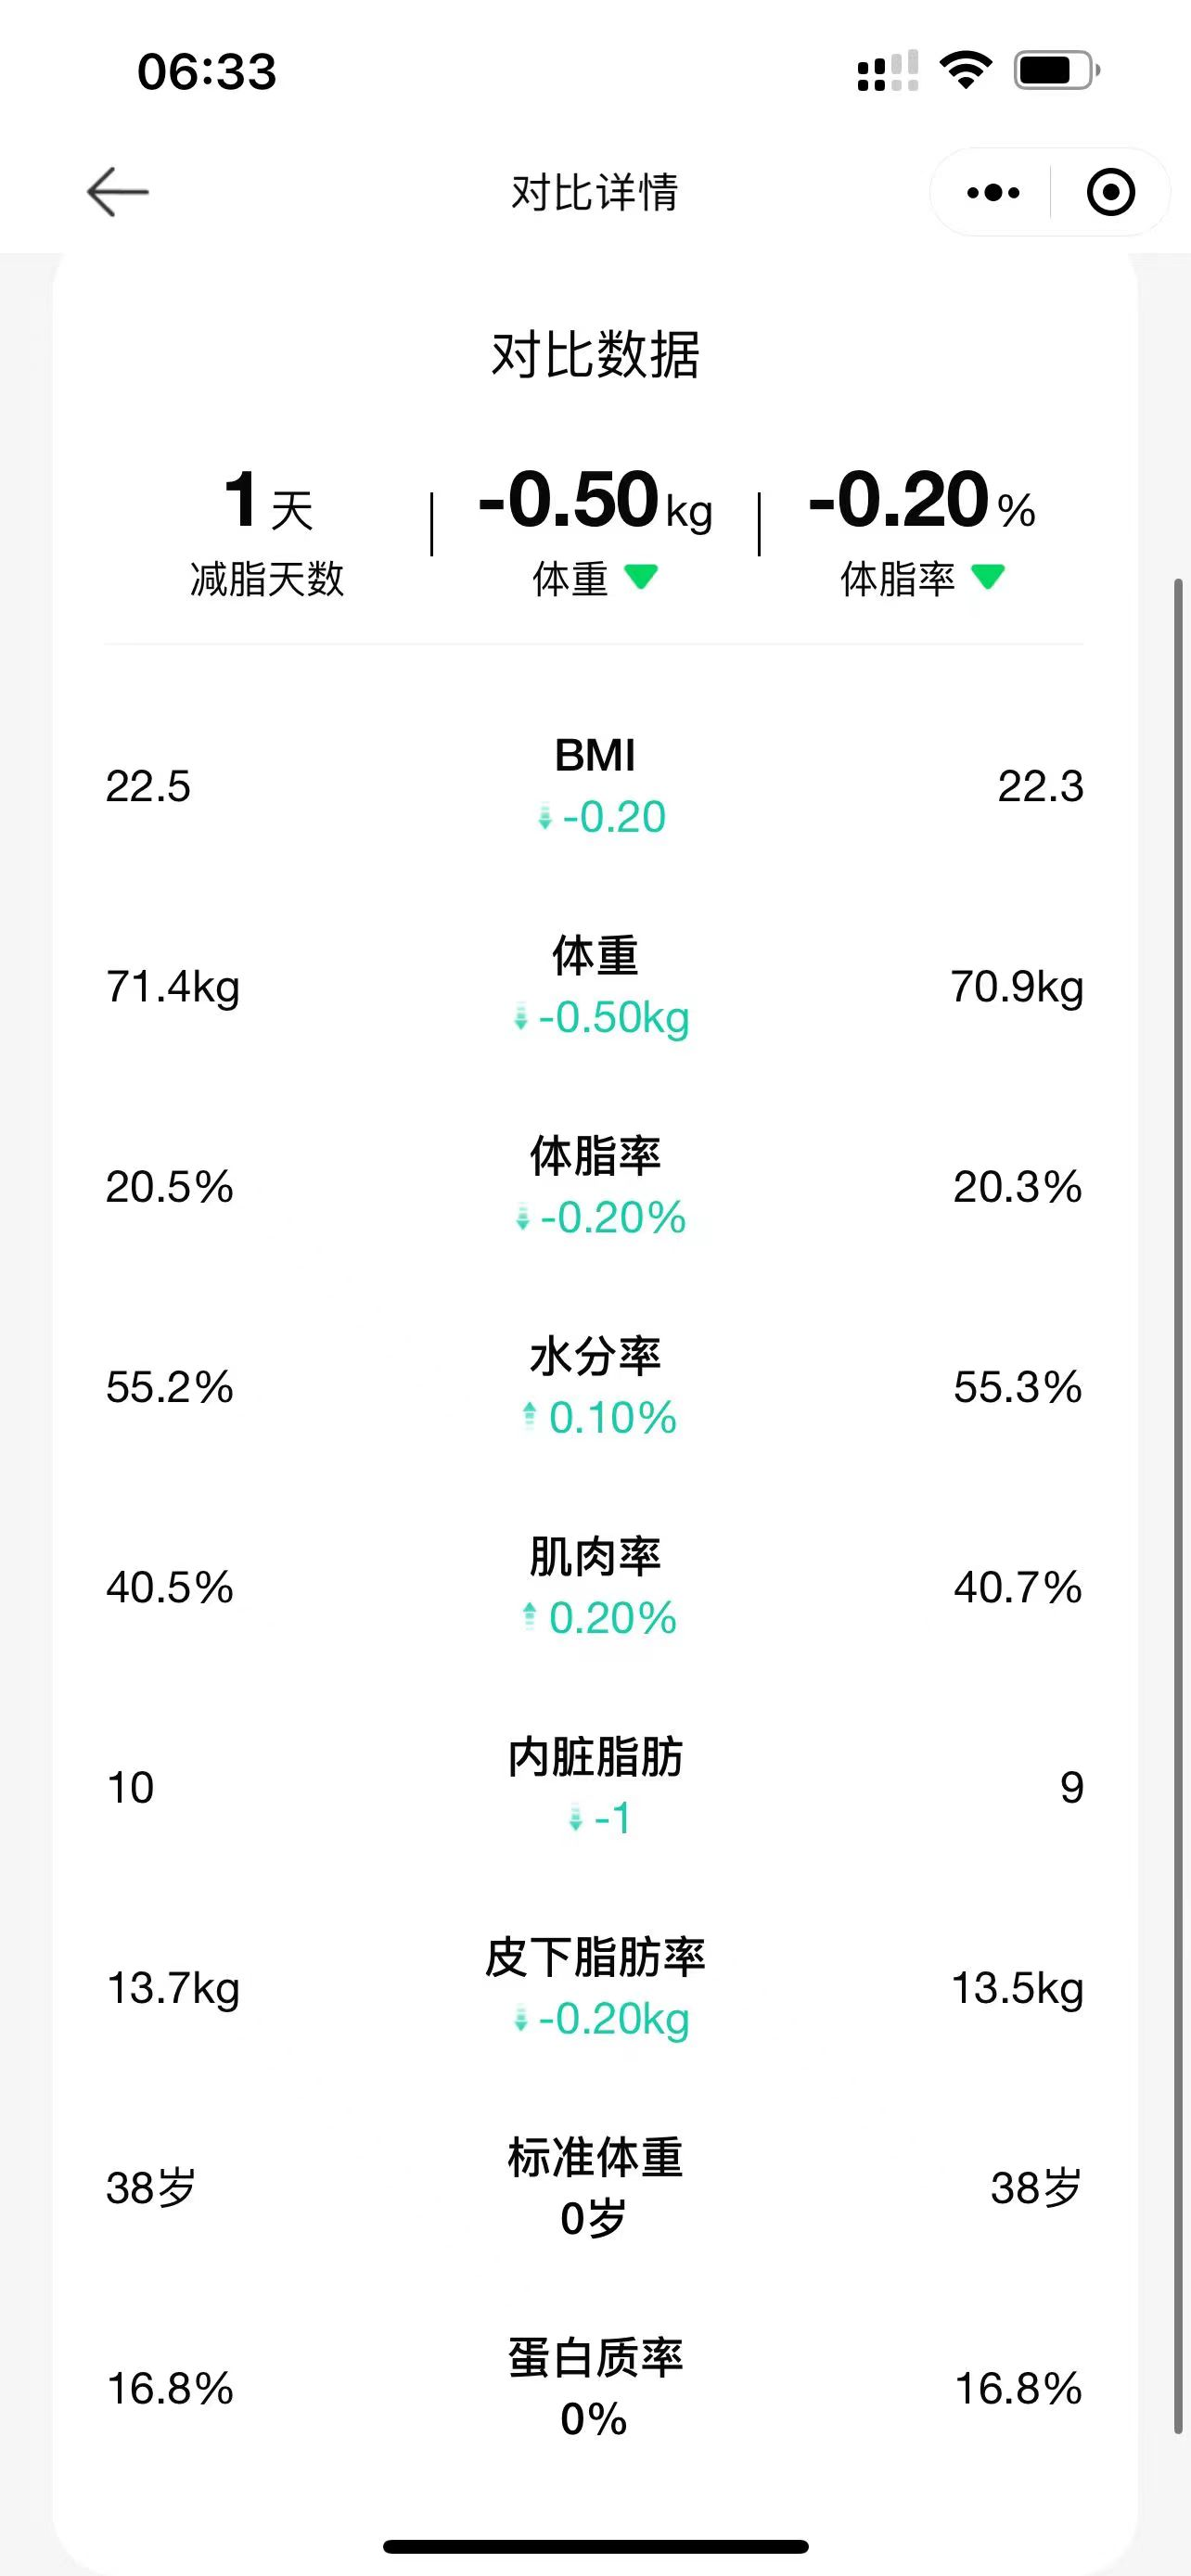 06:33
对比详情
对比数据
1天 -0.50kg -0.20%
减脂天数 体重 体脂率
BMI
22.5 22.3
-0.20
体重
71.4kg 70.9kg
-0.50kg
体脂率
20.5% 20.3%
-0.20%
水分率
55.2% 55.3%
0.10%
肌肉率
40.5% 40.7%
0.20%
内脏脂肪
10 9
-1
皮下脂肪率
13.7kg 13.5kg
-0.20kg
标准体重
38岁 38岁
0岁
蛋白质率
16.8% 16.8%
0%